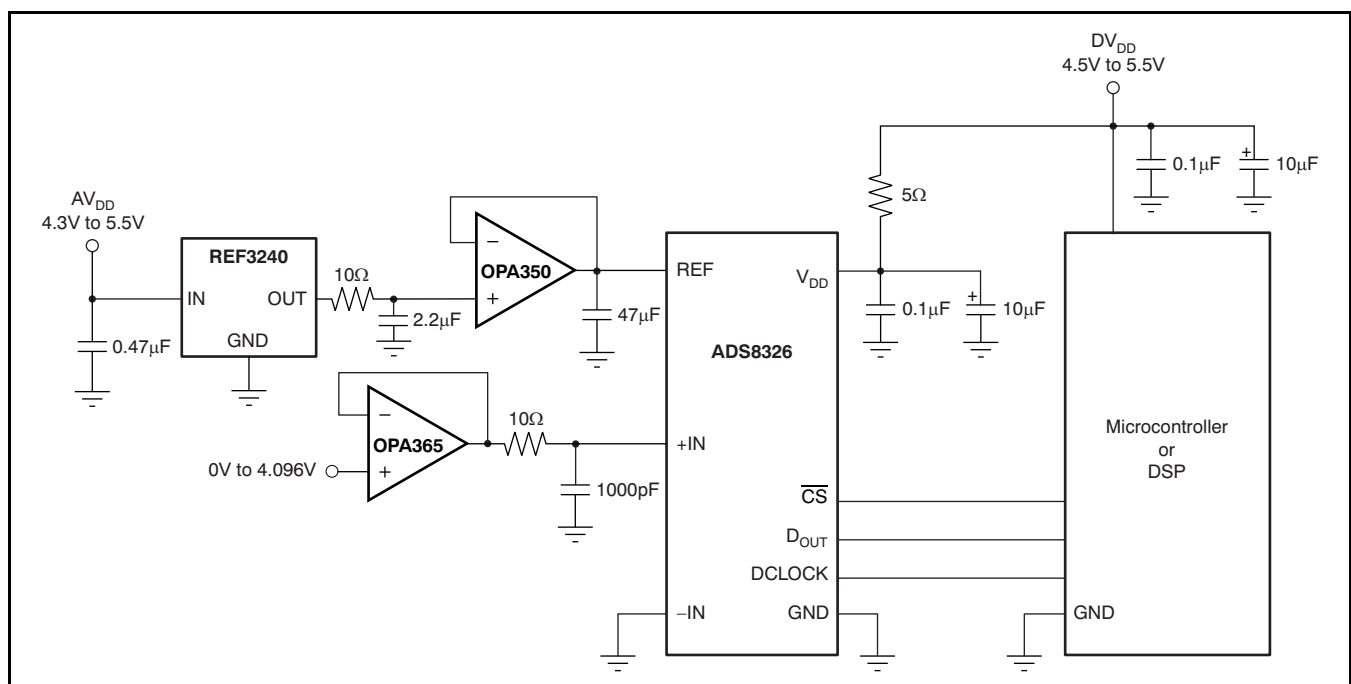 DVDD
4.5V to 5.5V
0.1μF
+
10μF
5Ω
AVDD
4.3V to 5.5V
REF3240
IN
OUT
GND
0.47μF
10Ω
2.2μF
−
OPA350
+
47μF
REF
VDD
0.1μF
+
10μF
ADS8326
−
OPA365
+
0V to 4.096V
10Ω
1000pF
+IN
CS
DOUT
DCLOCK
−IN
GND
Microcontroller
or
DSP
GND